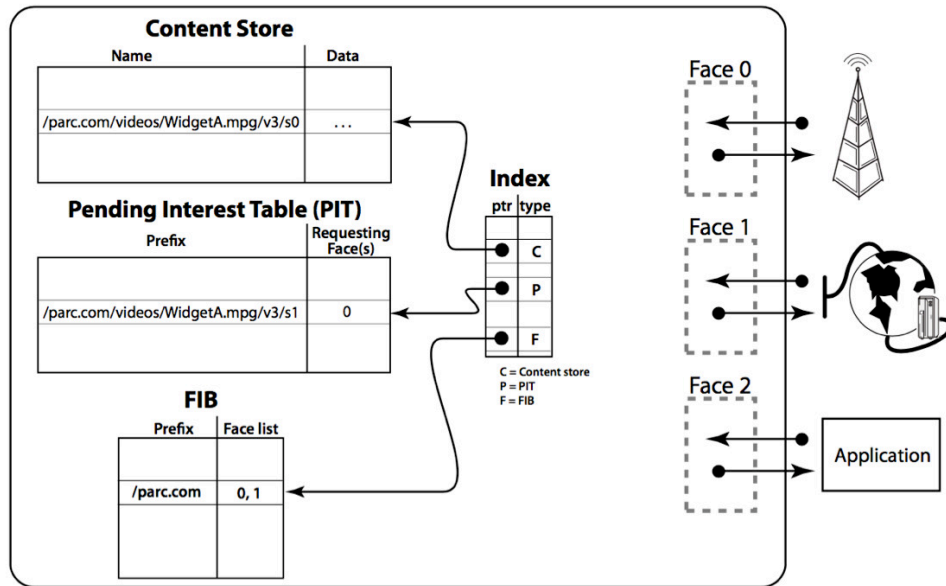 Content Store
Name Data
/parc.com/videos/WidgetA.mpg/v3/s0 ...
Pending Interest Table (PIT)
Prefix Requesting
Face(s)
/parc.com/videos/WidgetA.mpg/v3/s1 0
FIB
Prefix Face list
/parc.com 0, 1
Index
ptr type
C
P
F
C = Content store
P = PIT
F = FIB
Face 0
Face 1
Face 2
Application